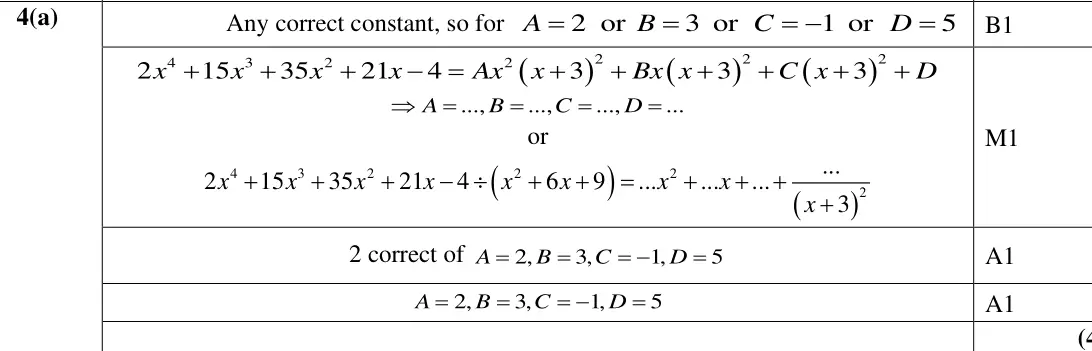 4(a) Any correct constant, so for A = 2 or B = 3 or C = −1 or D = 5 B1
2x⁴ + 15x³ + 35x² + 21x − 4 = Ax²(x + 3)² + Bx(x + 3)² + C(x + 3)² + D
⇒ A = ..., B = ..., C = ..., D = ...
or
M1
2x⁴ + 15x³ + 35x² + 21x − 4 ÷ (x² + 6x + 9) = ...x² + ...x + ... + .../(x + 3)²
2 correct of A = 2, B = 3, C = −1, D = 5 A1
A = 2, B = 3, C = −1, D = 5 A1
(4